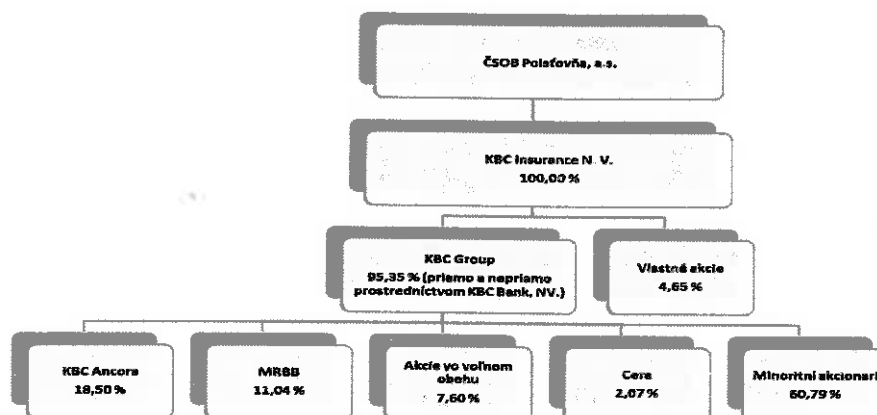 ČSOB Poisťovňa, a.s.
KBC Insurance N. V.
100,00 %
KBC Group
95,35 % (priamo a nepriamo
prostredníctvom KBC Bank, NV.)
Vlastné akcie
4,65 %
KBC Ancora
18,50 %
MRBB
11,04 %
Akcie vo voľnom
obehu
7,60 %
Cera
2,07 %
Minoritní akcionári
60,79 %